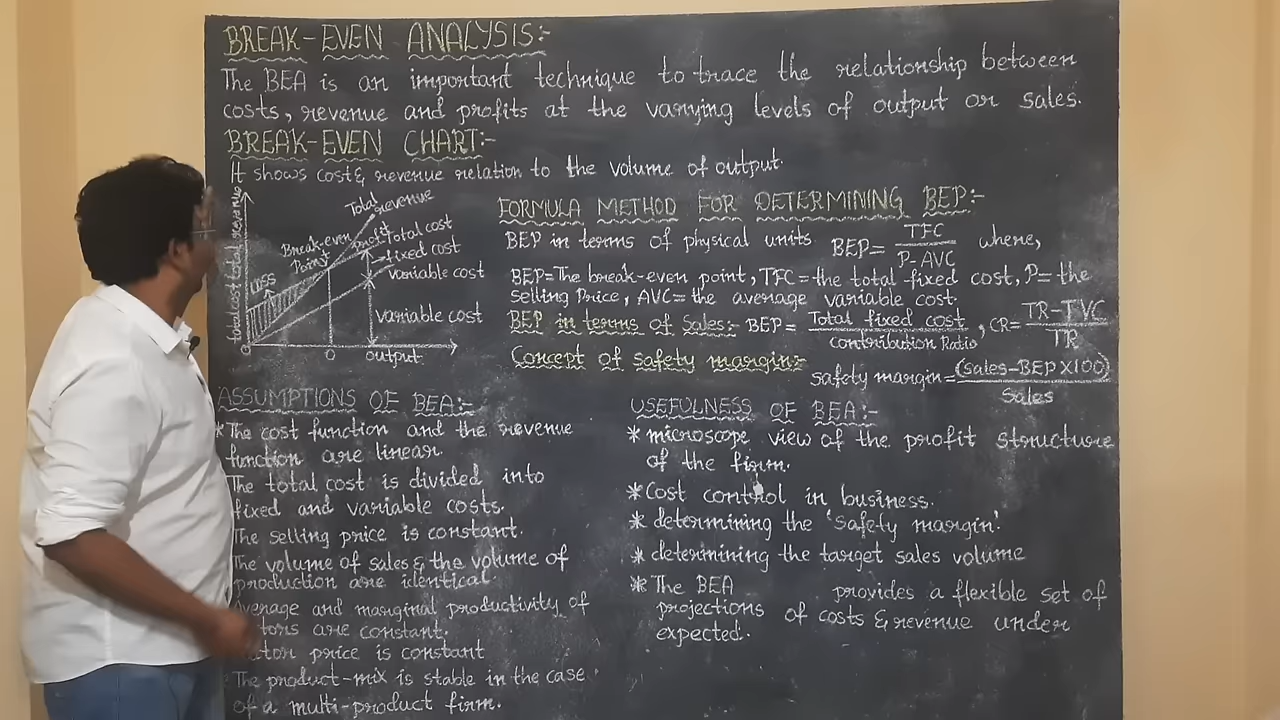 BREAK-EVEN ANALYSIS:-
The BEA is an important technique to trace the relationship between
costs, revenue and profits at the varying levels of output or sales.
BREAK-EVEN CHART:-
It shows cost & revenue relation to the volume of output.
Total revenue
Break-even Point
Profit
Total cost
fixed cost
variable cost
LOSS
variable cost
Total cost total revenue
O
O
output
FORMULA METHOD FOR DETERMINING BEP:-
BEP in terms of physical units BEP= TFC / P-AVC where,
BEP=The break-even point, TFC=the total-fixed cost, P= the
selling Price, AVC= the average variable cost.
BEP in terms of Sales:- BEP= Total fixed cost / contribution Ratio, CR= TR-TVC / TR
Concept of safety margin:-
safety margin= (sales-BEP X100) / Sales
ASSUMPTIONS OF BEA:-
*The cost function and the revenue
function are linear
The total cost is divided into
fixed and variable costs.
The selling price is constant.
The volume of sales & the volume of
production are identical.
Average and marginal productivity of
are constant.
price is constant
The product-mix is stable in the case
of a multi-product firm.
USEFULNESS OF BEA:-
*microscope view of the profit structure
of the firm.
*Cost control in business.
*determining the 'safety margin'.
*determining the target sales volume
*The BEA provides a flexible set of
projections of costs & revenue under
expected.